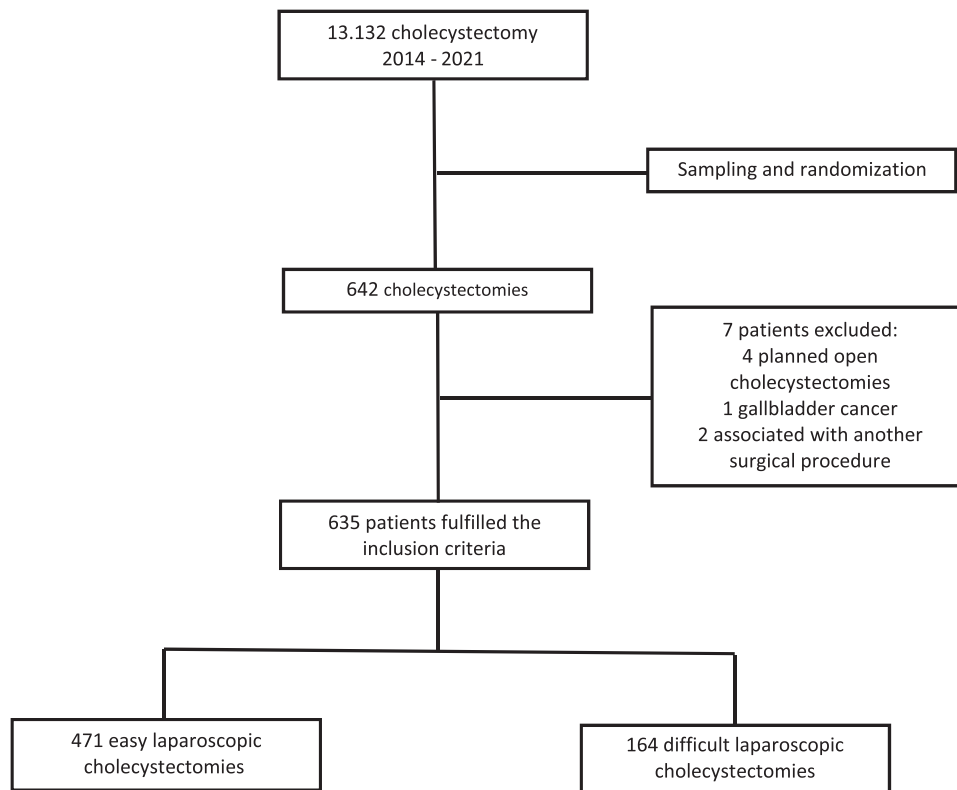 13.132 cholecystectomy
2014 - 2021
Sampling and randomization
642 cholecystectomies
7 patients excluded:
4 planned open
cholecystectomies
1 gallbladder cancer
2 associated with another
surgical procedure
635 patients fulfilled the
inclusion criteria
471 easy laparoscopic
cholecystectomies
164 difficult laparoscopic
cholecystectomies